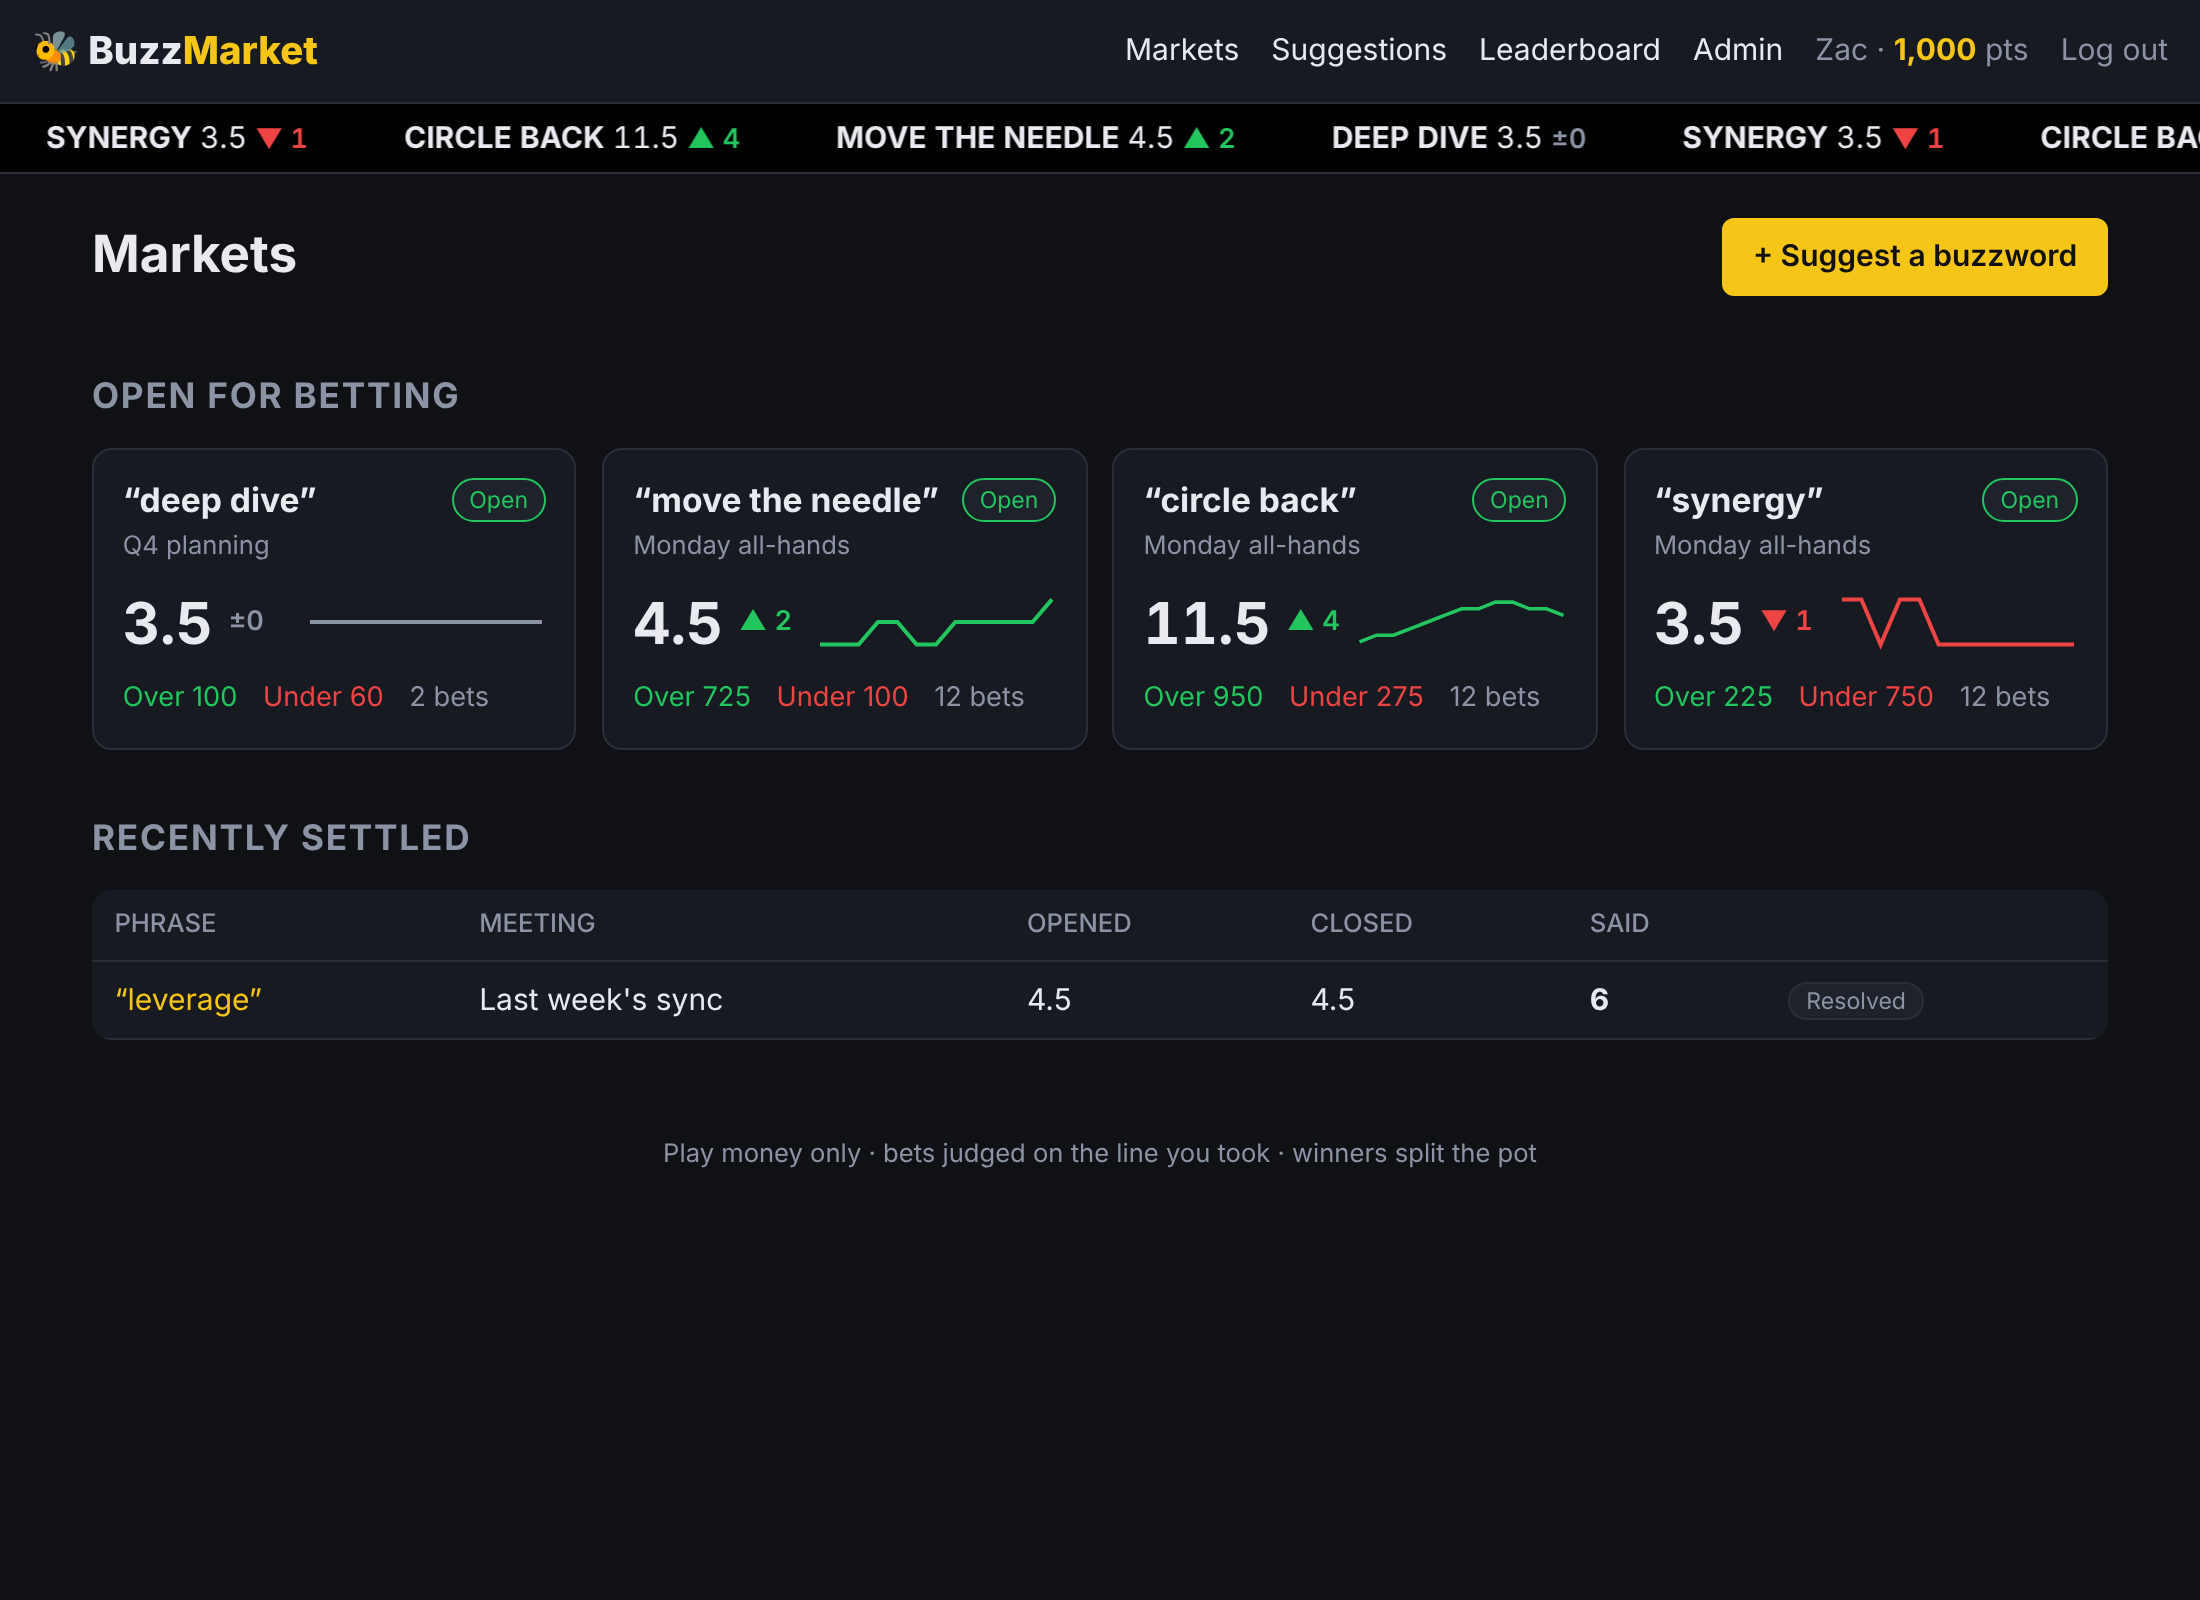 BuzzMarket
Markets Suggestions Leaderboard Admin Zac · 1,000 pts Log out
SYNERGY 3.5 ▼ 1 CIRCLE BACK 11.5 ▲ 4 MOVE THE NEEDLE 4.5 ▲ 2 DEEP DIVE 3.5 ±0 SYNERGY 3.5 ▼ 1 CIRCLE BAC
Markets
+ Suggest a buzzword
OPEN FOR BETTING
“deep dive” Open
Q4 planning
3.5 ±0
Over 100 Under 60 2 bets
“move the needle” Open
Monday all-hands
4.5 ▲ 2
Over 725 Under 100 12 bets
“circle back” Open
Monday all-hands
11.5 ▲ 4
Over 950 Under 275 12 bets
“synergy” Open
Monday all-hands
3.5 ▼ 1
Over 225 Under 750 12 bets
RECENTLY SETTLED
PHRASE MEETING OPENED CLOSED SAID
“leverage” Last week's sync 4.5 4.5 6 Resolved
Play money only · bets judged on the line you took · winners split the pot